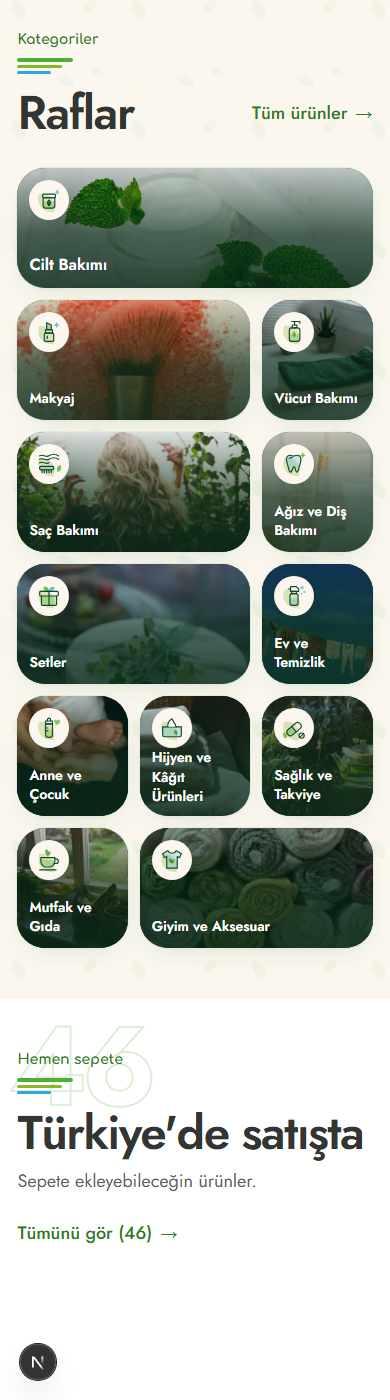 Kategoriler
Raflar
Tüm ürünler →
Cilt Bakımı
Makyaj
Vücut Bakımı
Saç Bakımı
Ağız ve Diş
Bakımı
Setler
Ev ve
Temizlik
Anne ve
Çocuk
Hijyen ve
Kâğıt
Ürünleri
Sağlık ve
Takviye
Mutfak ve
Gıda
Giyim ve Aksesuar
46
Hemen sepete
Türkiye'de satışta
Sepete ekleyebileceğin ürünler.
Tümünü gör (46) →
N